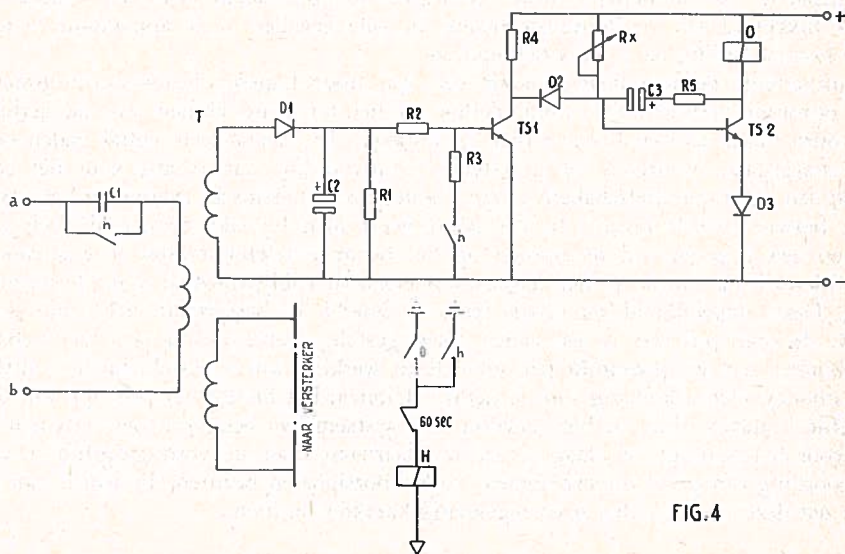 +
R4
Rx
O
D2
C3
+
R5
T
D1
R2
TS1
TS2
+
C2
R1
R3
h
D3
a
C1
h
−
b
NAAR VERSTERKER
o
h
60 sec
H
FIG.4